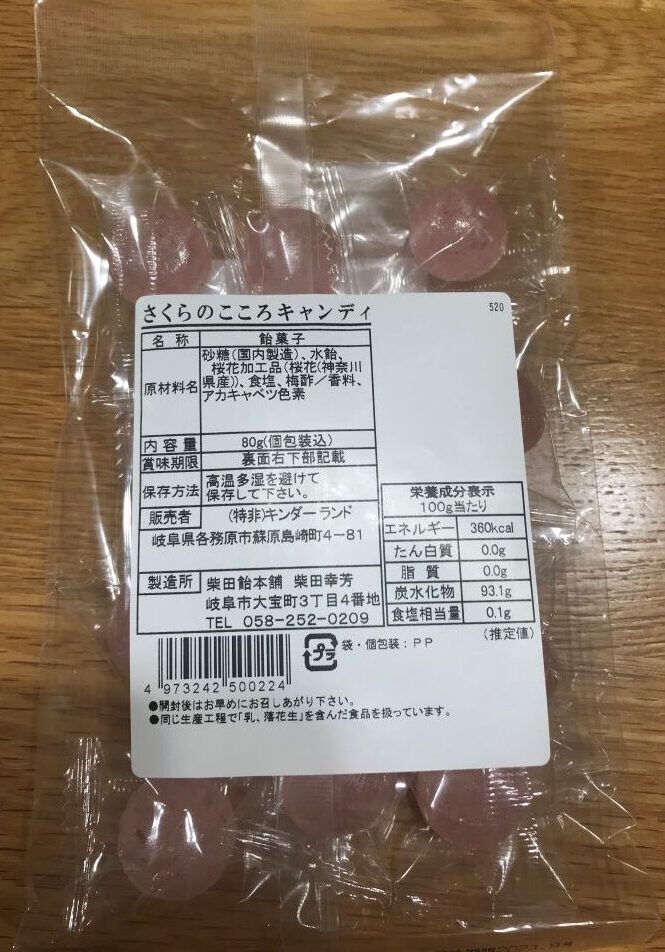 さくらのこころキャンディ
520
名称 飴菓子
原材料名 砂糖(国内製造)、水飴、
桜花加工品(桜花(神奈川
県産))、食塩、梅酢／香料、
アカキャベツ色素
内容量 80g(個包装込)
賞味期限 裏面右下部記載
保存方法 高温多湿を避けて
保存して下さい。
販売者 (特非)キンダーランド
岐阜県各務原市蘇原島崎町4-81
製造所 柴田飴本舗 柴田幸芳
岐阜市大宝町3丁目4番地
TEL 058-252-0209
栄養成分表示
100g当たり
エネルギー 360kcal
たん白質 0.0g
脂質 0.0g
炭水化物 93.1g
食塩相当量 0.1g
(推定値)
4 973242 500224
プラ
袋・個包装:PP
●開封後はお早めにお召しあがり下さい。
●同じ生産工程で「乳、落花生」を含んだ食品を扱っています。